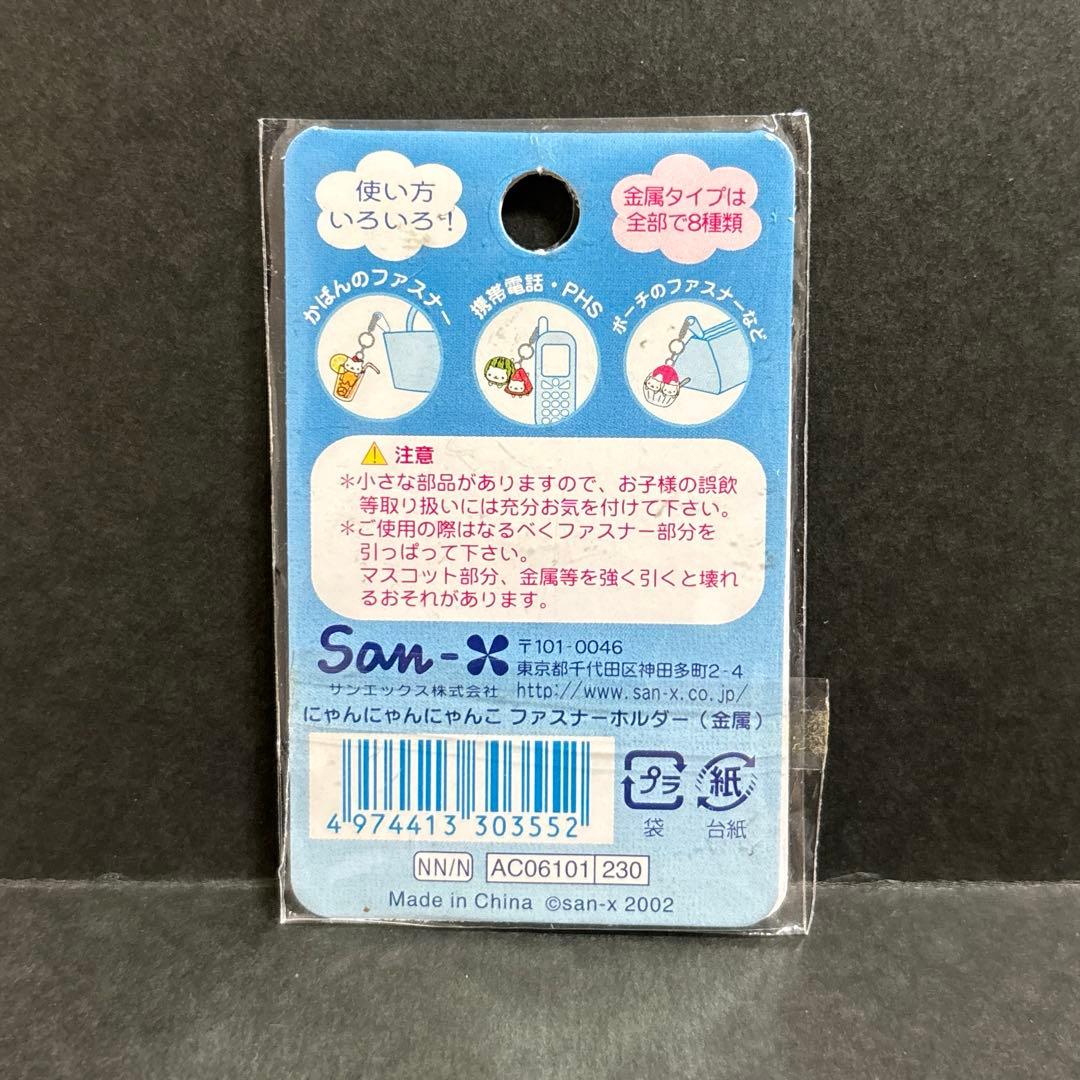 使い方
いろいろ!
金属タイプは
全部で8種類
かばんのファスナー
携帯電話・PHS
ポーチのファスナーなど
注意
*小さな部品がありますので、お子様の誤飲
等取り扱いには充分お気を付けて下さい。
*ご使用の際はなるべくファスナー部分を
引っぱって下さい。
マスコット部分、金属等を強く引くと壊れ
るおそれがあります。
San-X
〒101-0046
東京都千代田区神田多町2-4
サンエックス株式会社 http://www.san-x.co.jp/
にゃんにゃんにゃんこ ファスナーホルダー(金属)
4 974413 303552
プラ
袋
紙
台紙
NN/N AC06101 230
Made in China ©san-x 2002